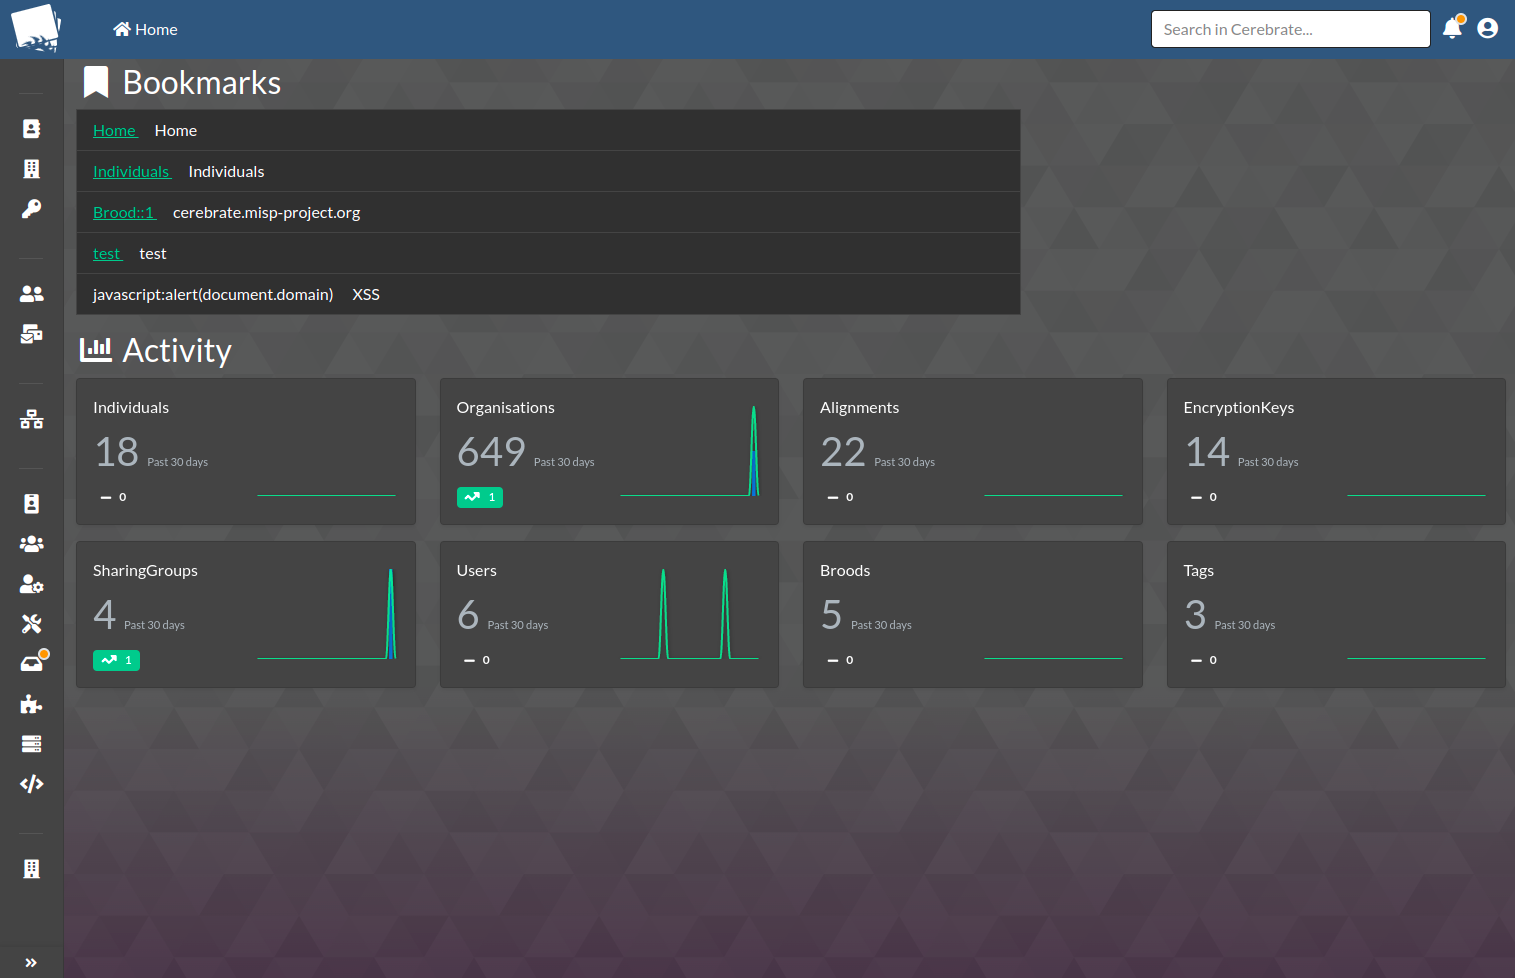 Home
Search in Cerebrate...
Bookmarks
Home Home
Individuals Individuals
Brood::1 cerebrate.misp-project.org
test test
javascript:alert(document.domain) XSS
Activity
Individuals
18 Past 30 days
0
Organisations
649 Past 30 days
1
Alignments
22 Past 30 days
0
EncryptionKeys
14 Past 30 days
0
SharingGroups
4 Past 30 days
1
Users
6 Past 30 days
0
Broods
5 Past 30 days
0
Tags
3 Past 30 days
0